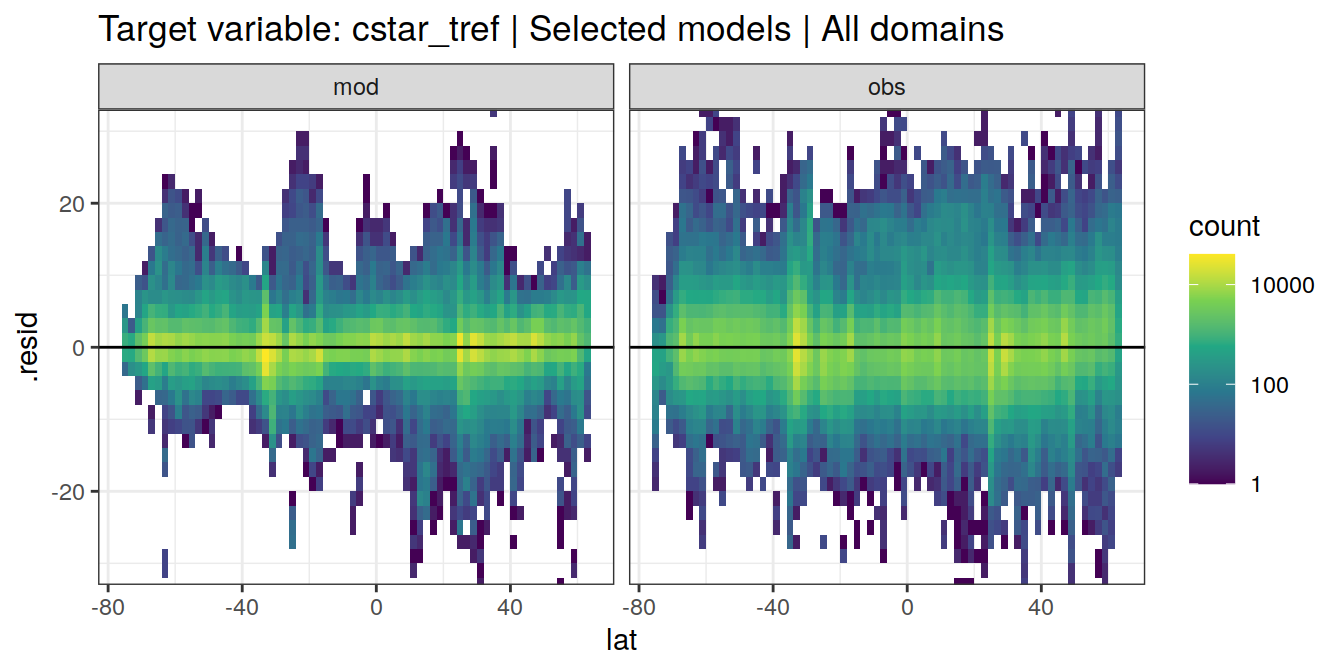 Target variable: cstar_tref | Selected models | All domains
mod
obs
20
0
-20
.resid
-80
-40
0
40
-80
-40
0
40
lat
count
10000
100
1